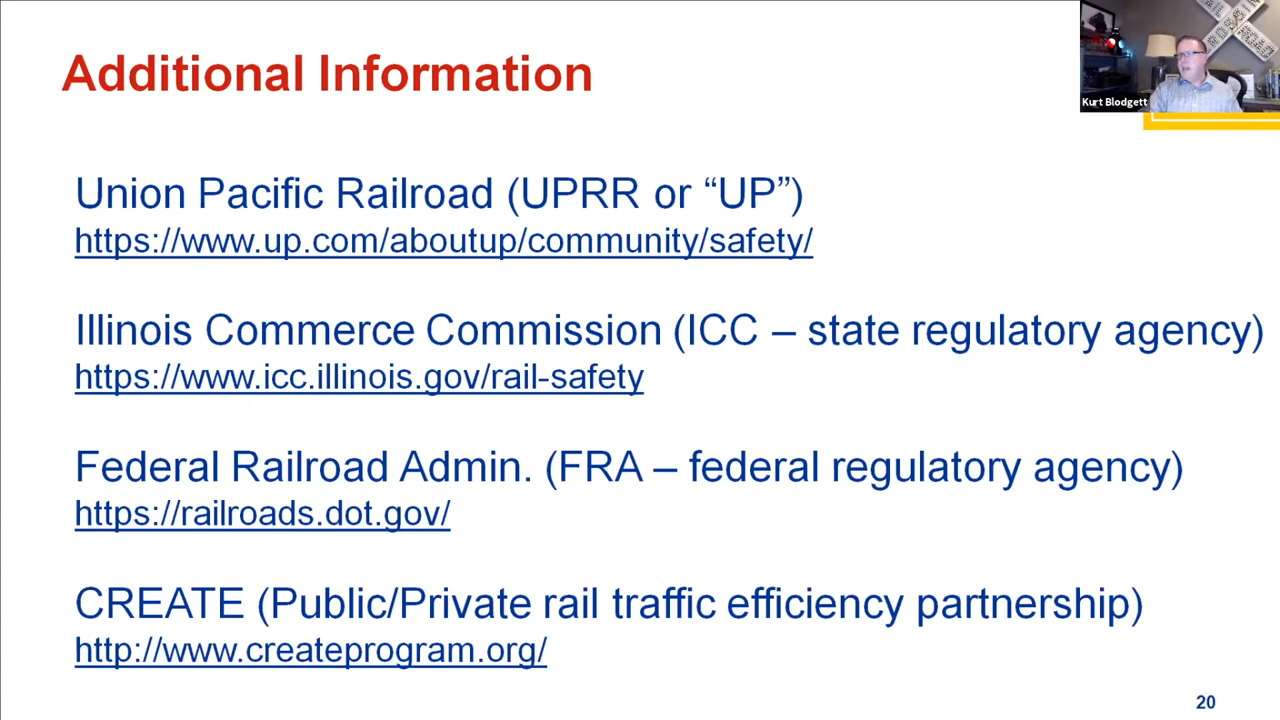 Additional Information
Kurt Blodgett
Union Pacific Railroad (UPRR or “UP”)
https://www.up.com/aboutup/community/safety/
Illinois Commerce Commission (ICC – state regulatory agency)
https://www.icc.illinois.gov/rail-safety
Federal Railroad Admin. (FRA – federal regulatory agency)
https://railroads.dot.gov/
CREATE (Public/Private rail traffic efficiency partnership)
http://www.createprogram.org/
20